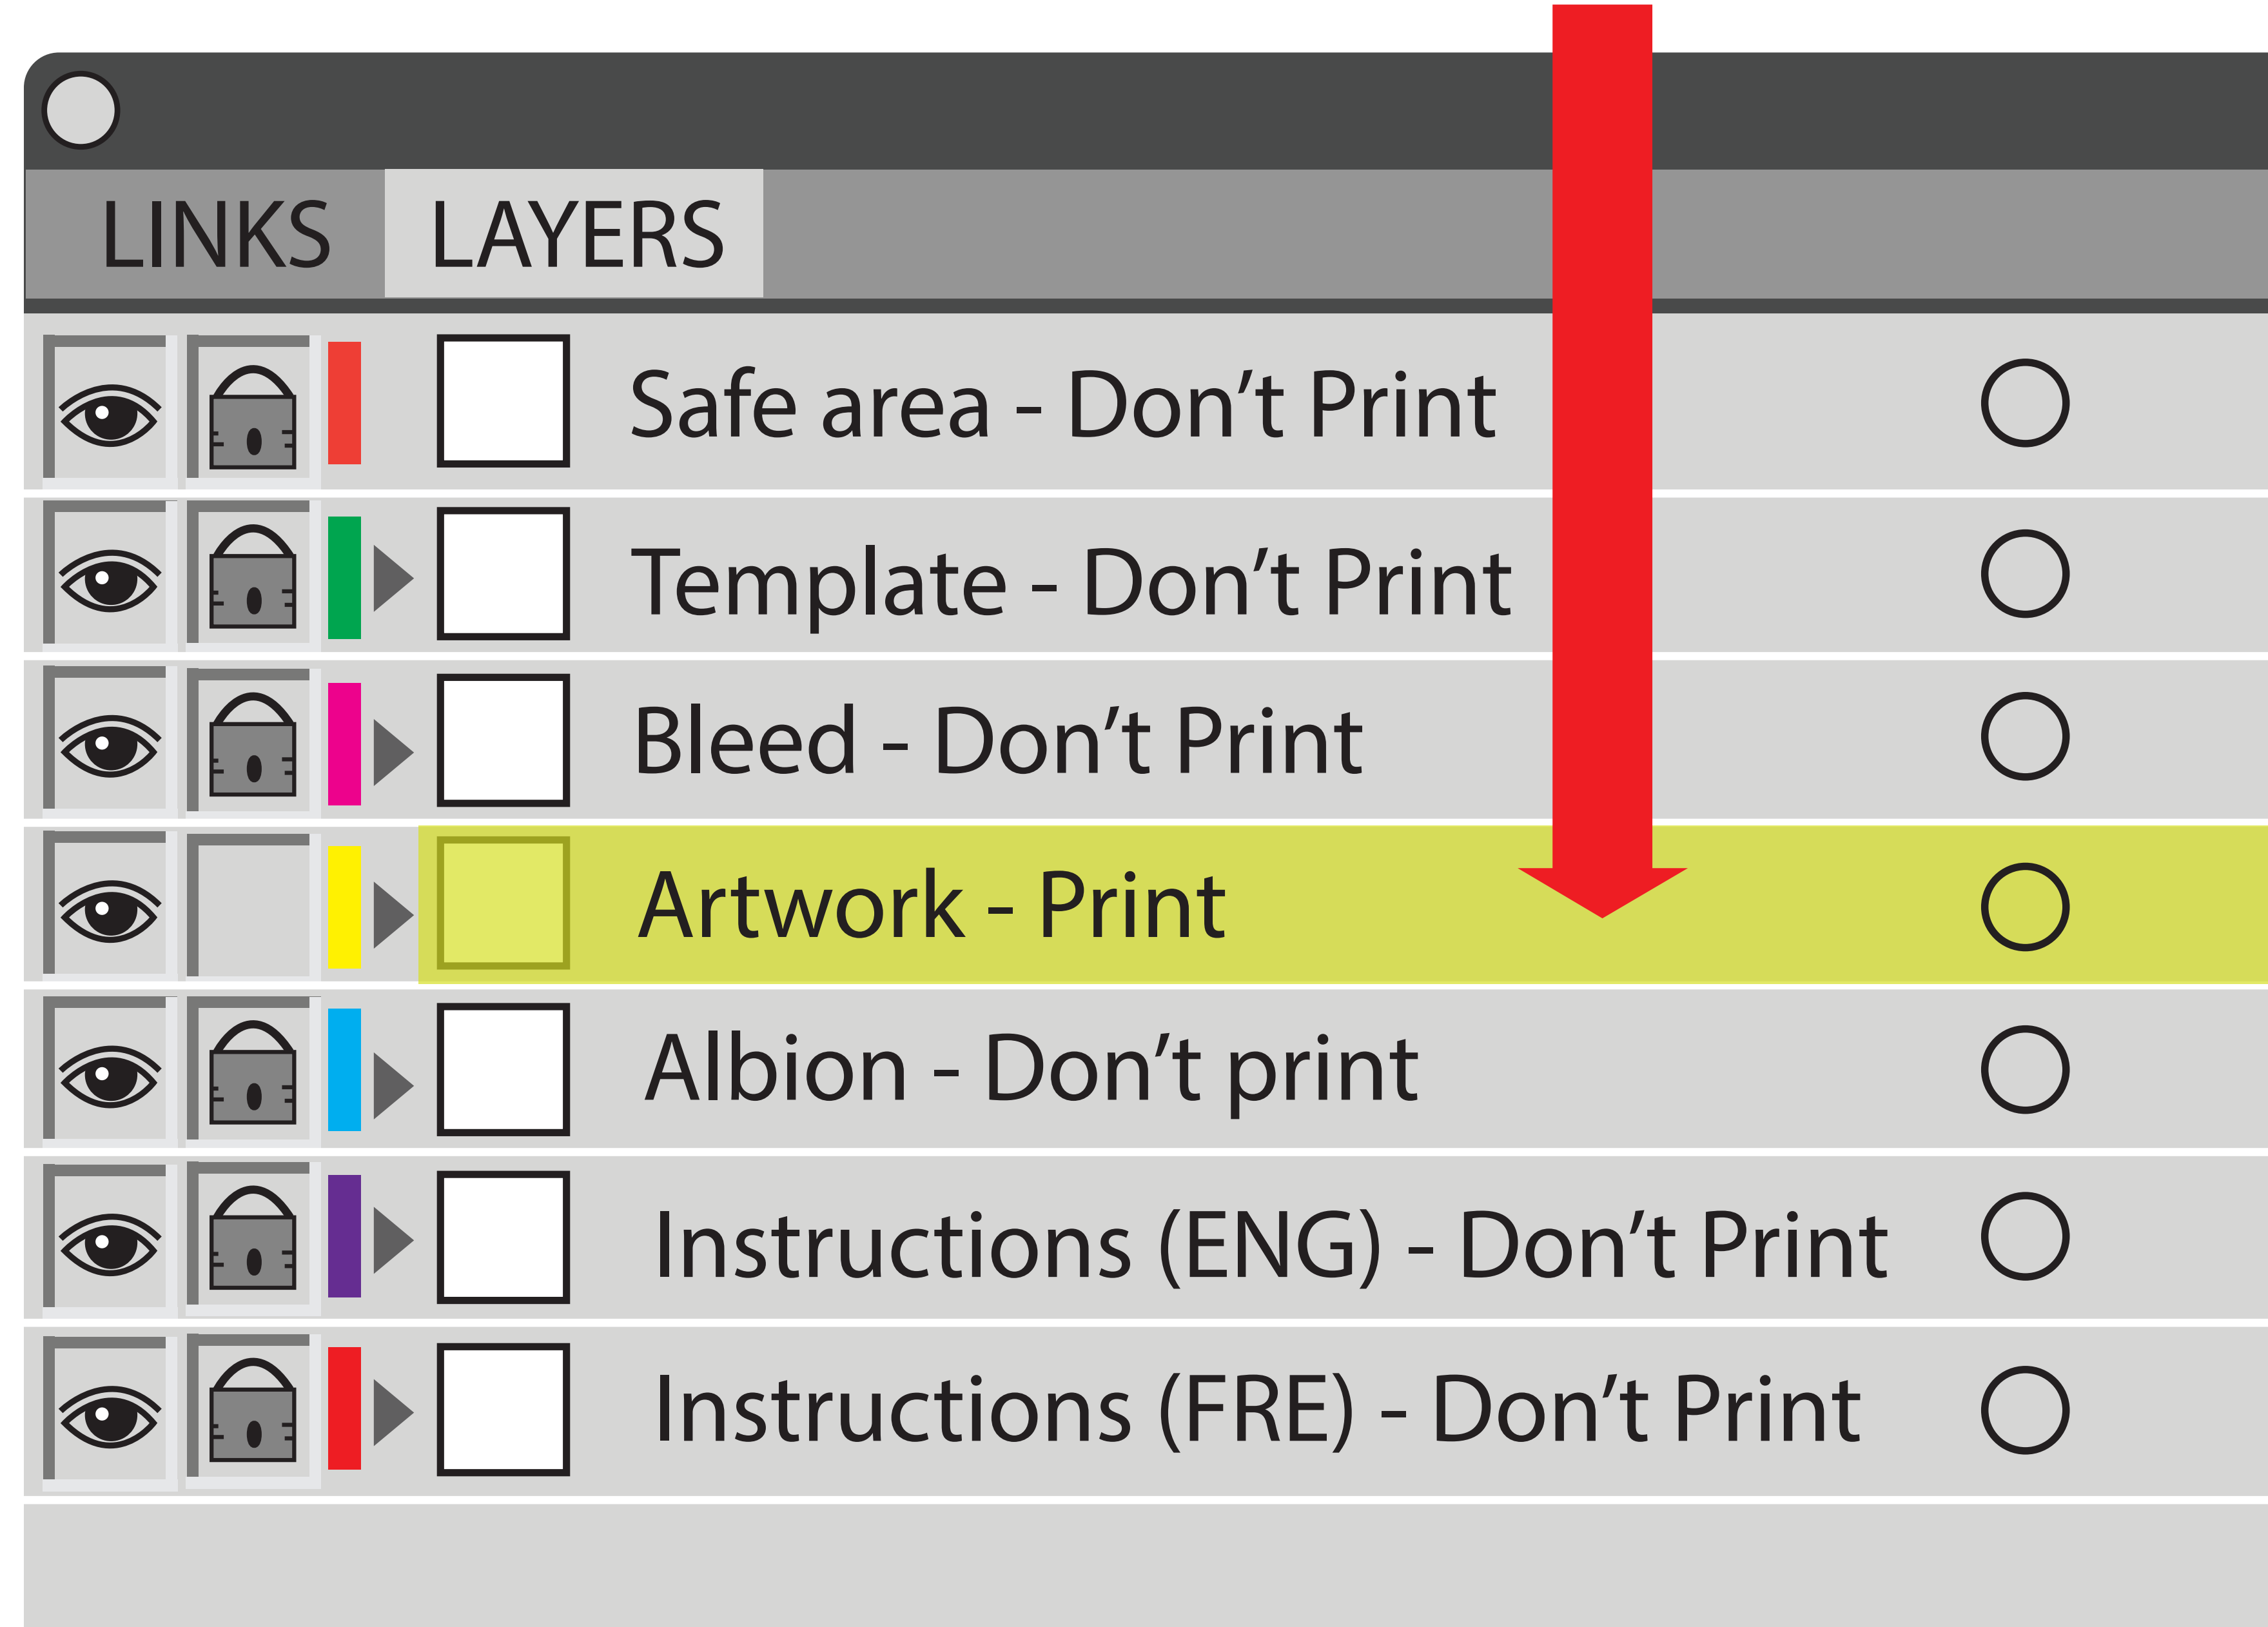 LINKS LAYERS
Safe area - Don’t Print
Template - Don’t Print
Bleed - Don’t Print
Artwork - Print
Albion - Don’t print
Instructions (ENG) - Don’t Print
Instructions (FRE) - Don’t Print